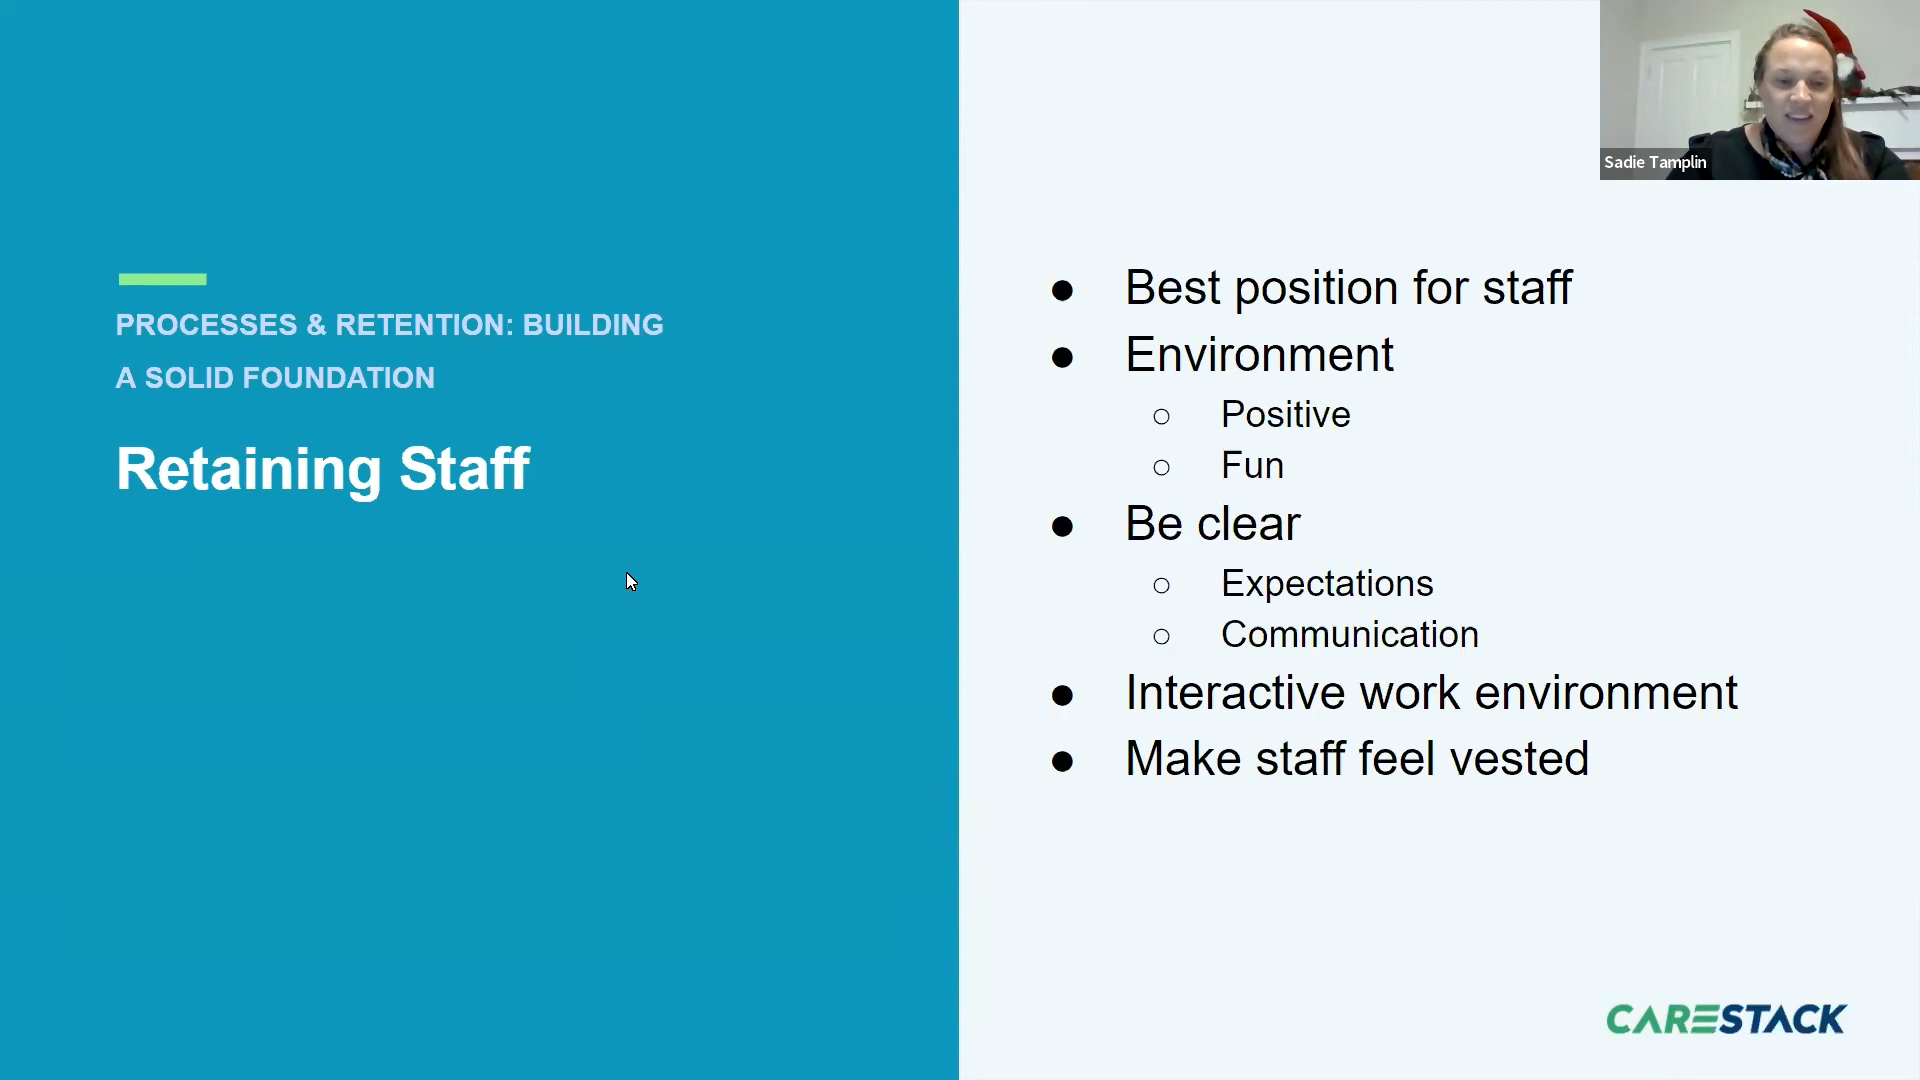 PROCESSES & RETENTION: BUILDING
A SOLID FOUNDATION
Retaining Staff
● Best position for staff
● Environment
○ Positive
○ Fun
● Be clear
○ Expectations
○ Communication
● Interactive work environment
● Make staff feel vested
Sadie Tamplin
CARESTACK